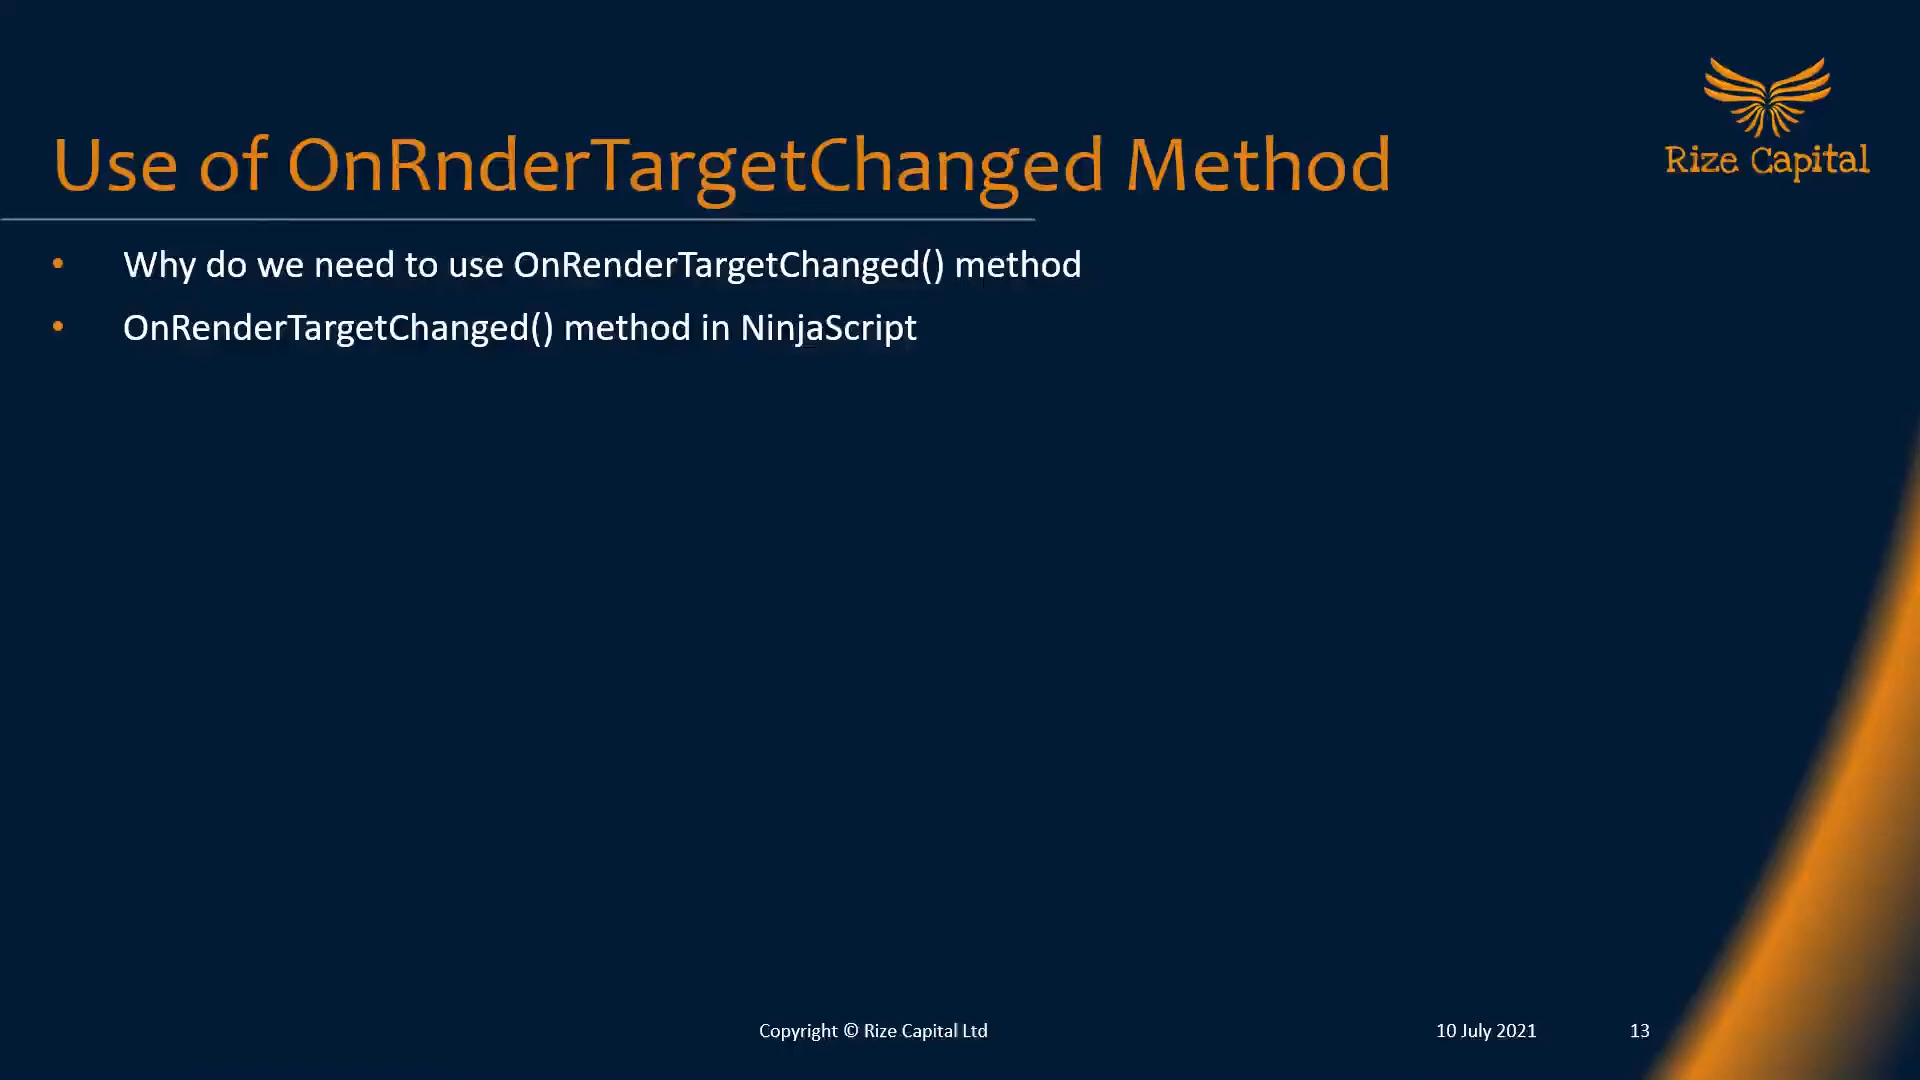 Rize Capital
Use of OnRnderTargetChanged Method
• Why do we need to use OnRenderTargetChanged() method
• OnRenderTargetChanged() method in NinjaScript
Copyright © Rize Capital Ltd
10 July 2021
13